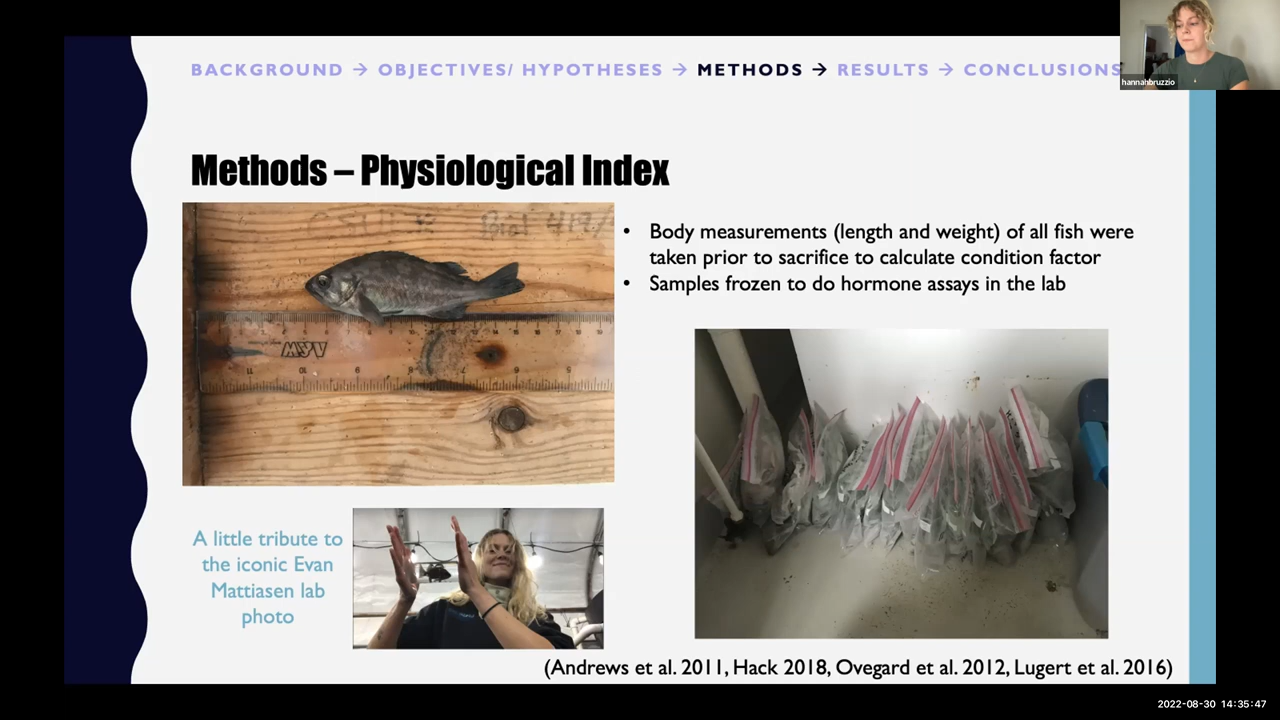 BACKGROUND → OBJECTIVES/ HYPOTHESES → METHODS → RESULTS → CONCLUSIONS
hannahbruzzio
Methods – Physiological Index
• Body measurements (length and weight) of all fish were
taken prior to sacrifice to calculate condition factor
• Samples frozen to do hormone assays in the lab
A little tribute to
the iconic Evan
Mattiasen lab
photo
(Andrews et al. 2011, Hack 2018, Ovegard et al. 2012, Lugert et al. 2016)
2022-08-30 14:35:47